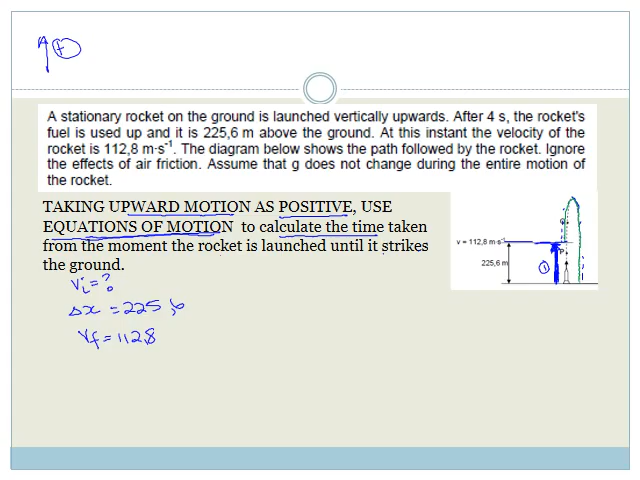 +
A stationary rocket on the ground is launched vertically upwards. After 4 s, the rocket's
fuel is used up and it is 225,6 m above the ground. At this instant the velocity of the
rocket is 112,8 m·s⁻¹. The diagram below shows the path followed by the rocket. Ignore
the effects of air friction. Assume that g does not change during the entire motion of
the rocket.
TAKING UPWARD MOTION AS POSITIVE, USE
EQUATIONS OF MOTION to calculate the time taken
from the moment the rocket is launched until it strikes
the ground.
v = 112,8 m·s⁻¹
P
225,6 m
1
Vi = ?
Δx = 225,6
Vf = 112,8